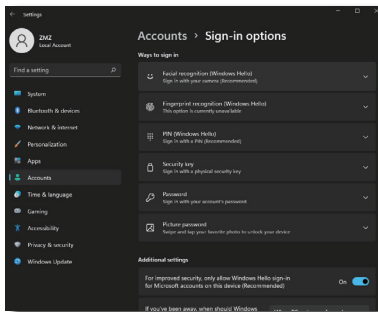 Settings
ZMZ
Local Account
Find a setting
System
Bluetooth & devices
Network & internet
Personalization
Apps
Accounts
Time & language
Gaming
Accessibility
Privacy & security
Windows Update
Accounts > Sign-in options
Ways to sign in
Facial recognition (Windows Hello)
Sign in with your camera (Recommended)
Fingerprint recognition (Windows Hello)
This option is currently unavailable
PIN (Windows Hello)
Sign in with a PIN (Recommended)
Security key
Sign in with a physical security key
Password
Sign in with your account's password
Picture password
Swipe and tap your favorite photo to unlock your device
Additional settings
For improved security, only allow Windows Hello sign-in
for Microsoft accounts on this device (Recommended)
On
If you've been away, when should Windows